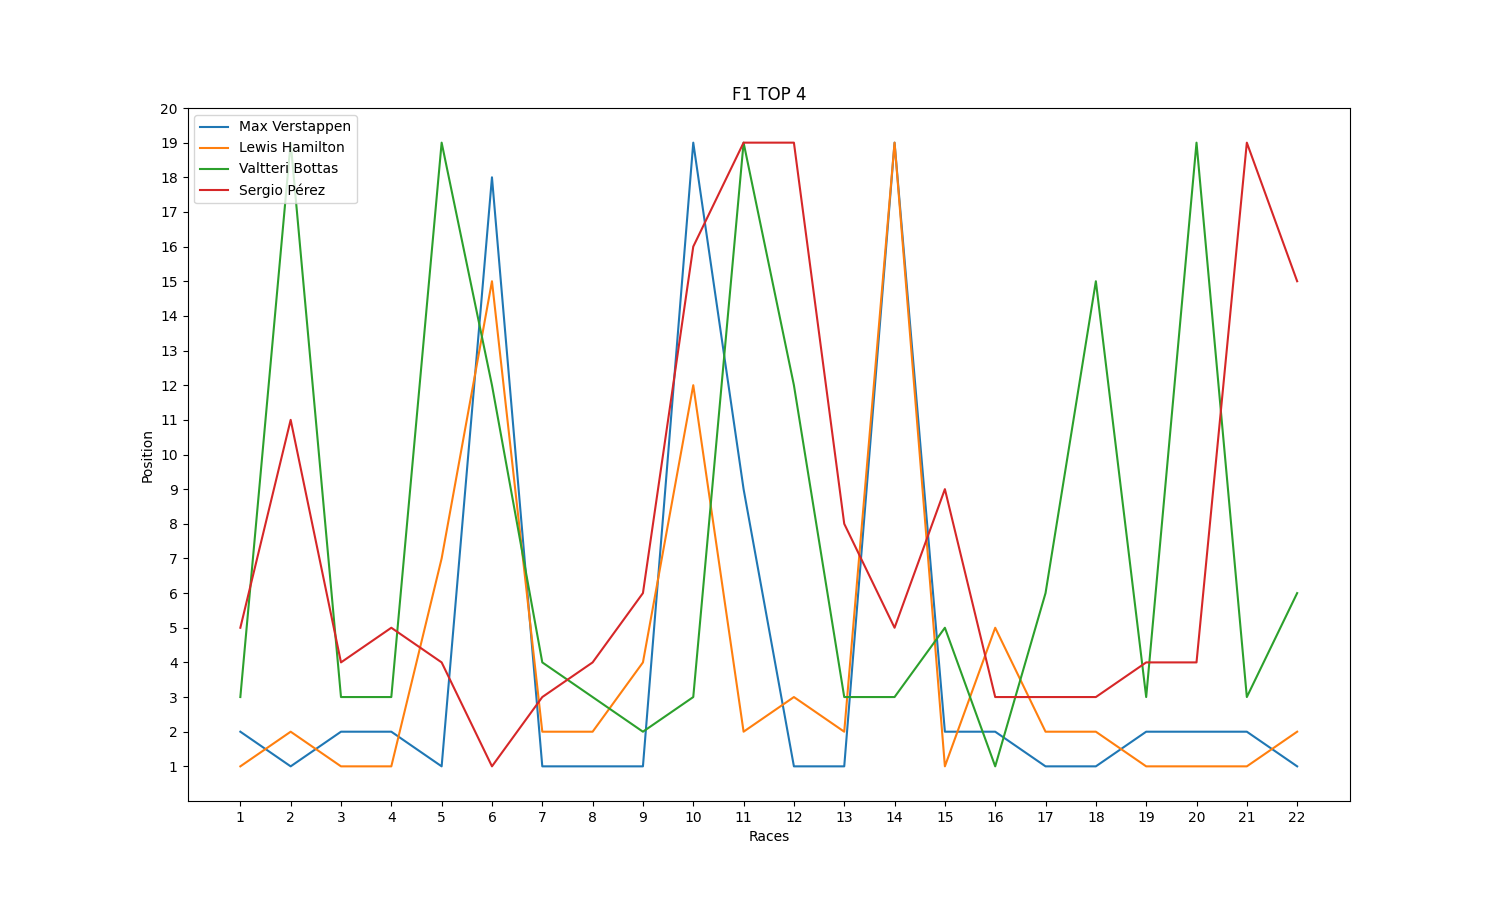 F1 TOP 4
20
19
18
17
16
15
14
13
12
11
10
9
8
7
6
5
4
3
2
1
Position
Max Verstappen
Lewis Hamilton
Valtteri Bottas
Sergio Pérez
1 2 3 4 5 6 7 8 9 10 11 12 13 14 15 16 17 18 19 20 21 22
Races